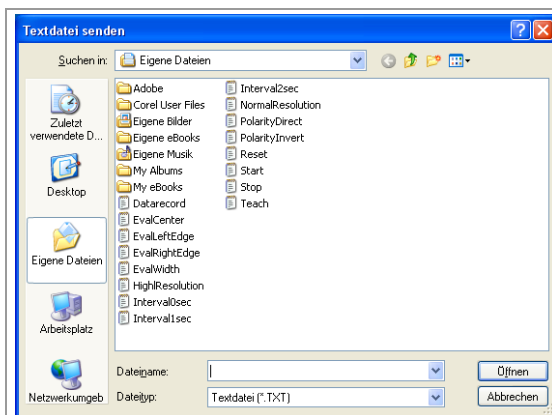 Textdatei senden
Suchen in: Eigene Dateien
Zuletzt
verwendete D...
Desktop
Eigene Dateien
Arbeitsplatz
Netzwerkumgeb
Adobe
Corel User Files
Eigene Bilder
Eigene eBooks
Eigene Musik
My Albums
My eBooks
Datarecord
EvalCenter
EvalLeftEdge
EvalRightEdge
EvalWidth
HighlResolution
Interval0sec
Interval1sec
Interval2sec
NormalResolution
PolarityDirect
PolarityInvert
Reset
Start
Stop
Teach
Dateiname:
Öffnen
Dateityp: Textdatei (*.TXT)
Abbrechen